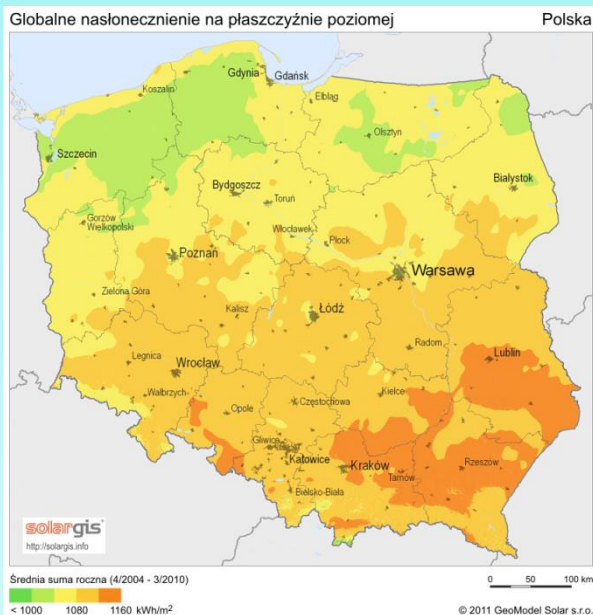 Globalne nasłonecznienie na płaszczyźnie poziomej Polska
Gdynia
Gdańsk
Koszalin
Elbląg
Olsztyn
Szczecin
Białystok
Bydgoszcz
Toruń
Gorzów
Wielkopolski
Włocławek
Płock
Poznań
Warsawa
Zielona Góra
Kalisz
Łódź
Radom
Lublin
Legnica
Wrocław
Wałbrzych
Kielce
Opole
Częstochowa
Gliwice
Katowice
Kraków
Tarnów
Rzeszów
Bielsko-Biała
solargis
http://solargis.info
Średnia suma roczna (4/2004 - 3/2010)
0 50 100 km
< 1000 1080 1160 kWh/m²
© 2011 GeoModel Solar s.r.o.